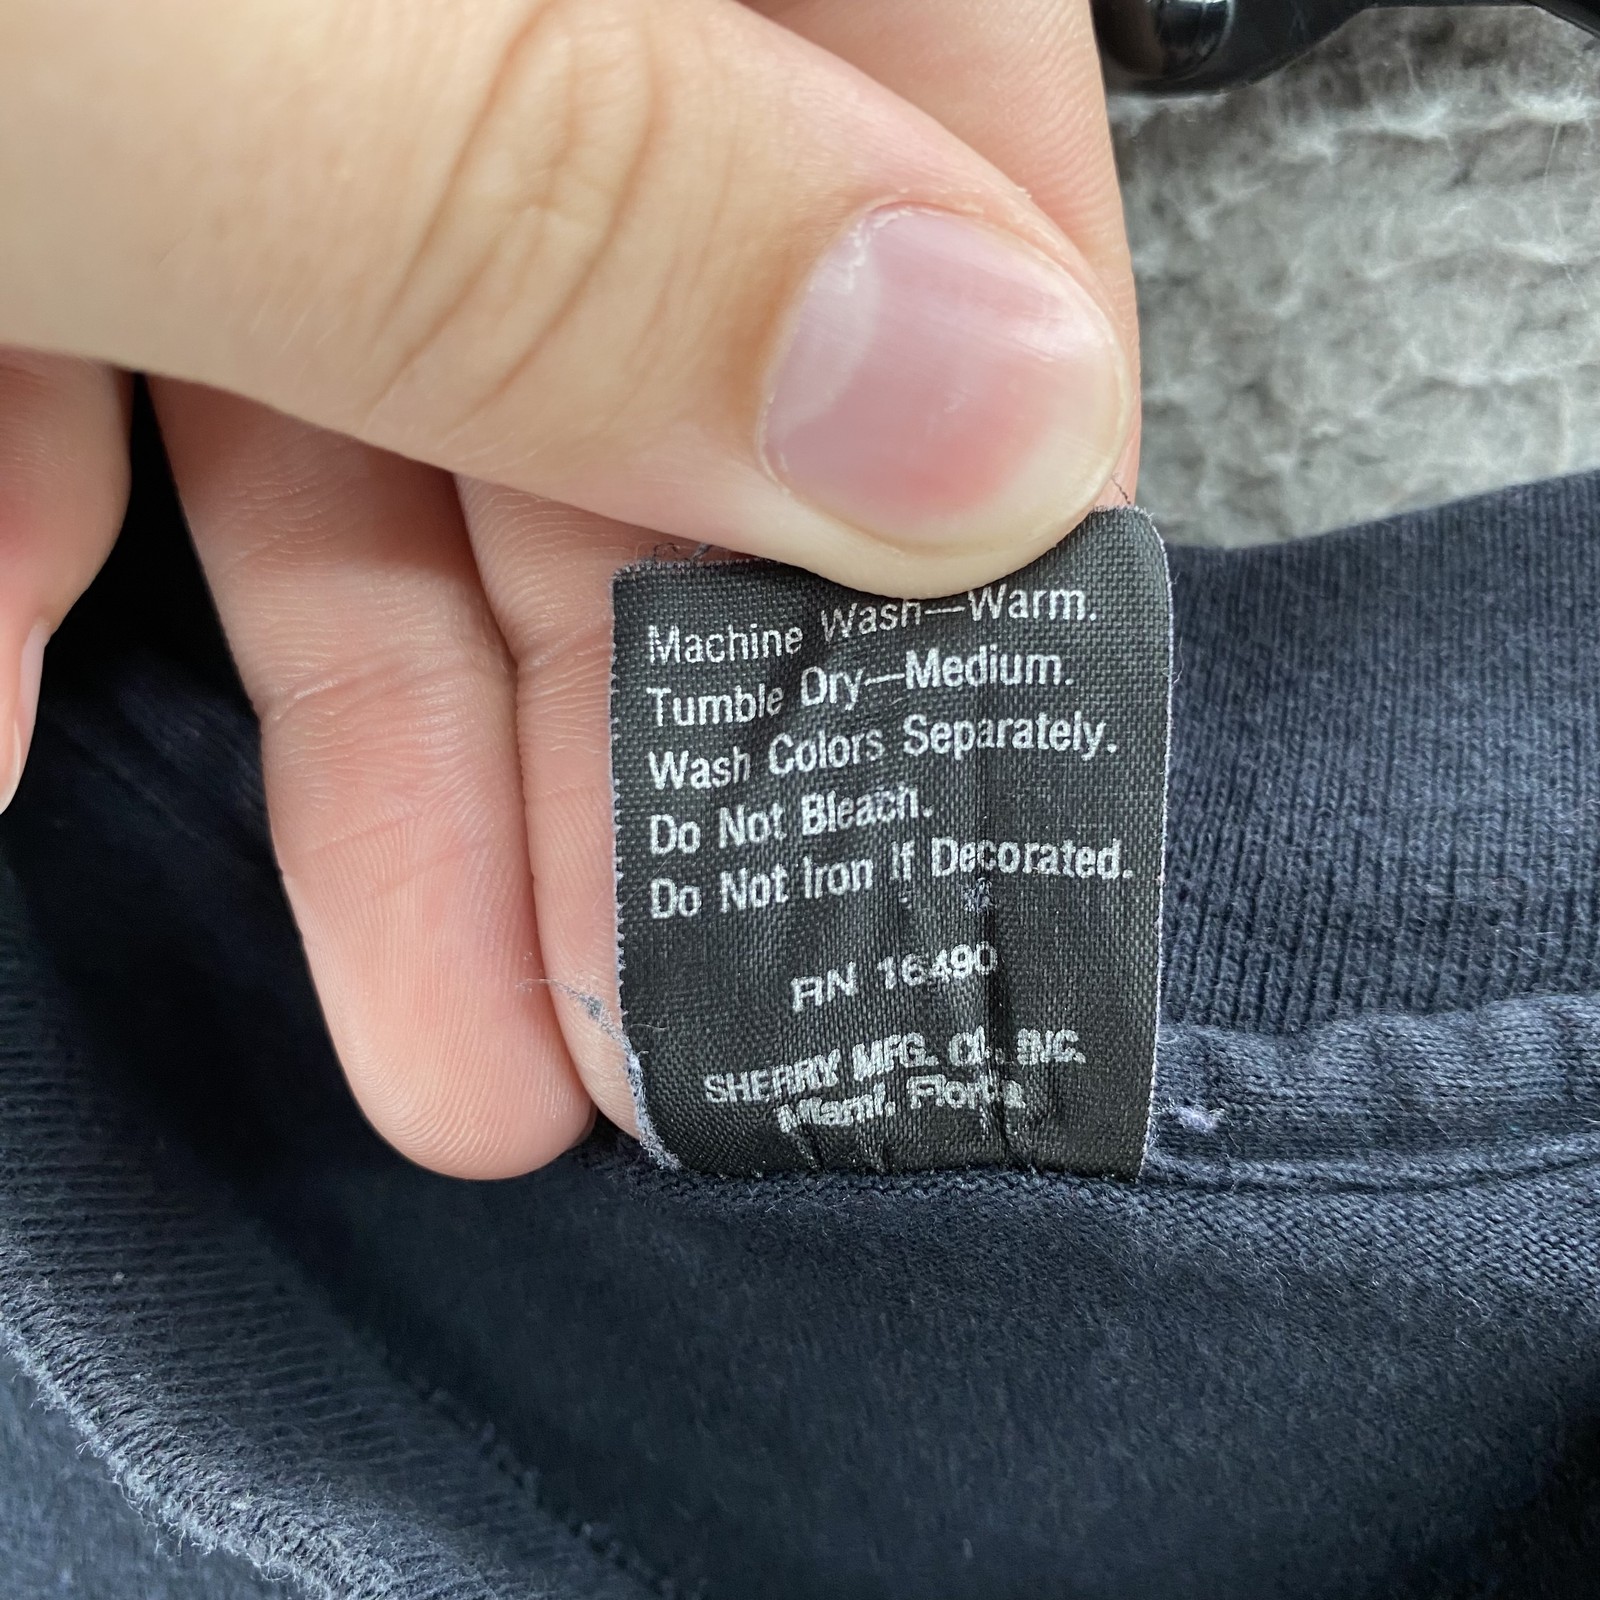 Machine Wash—Warm.
Tumble Dry—Medium.
Wash Colors Separately.
Do Not Bleach.
Do Not Iron If Decorated.
RN 16490
SHERRY MFG. CO., INC.
Miami, Florida